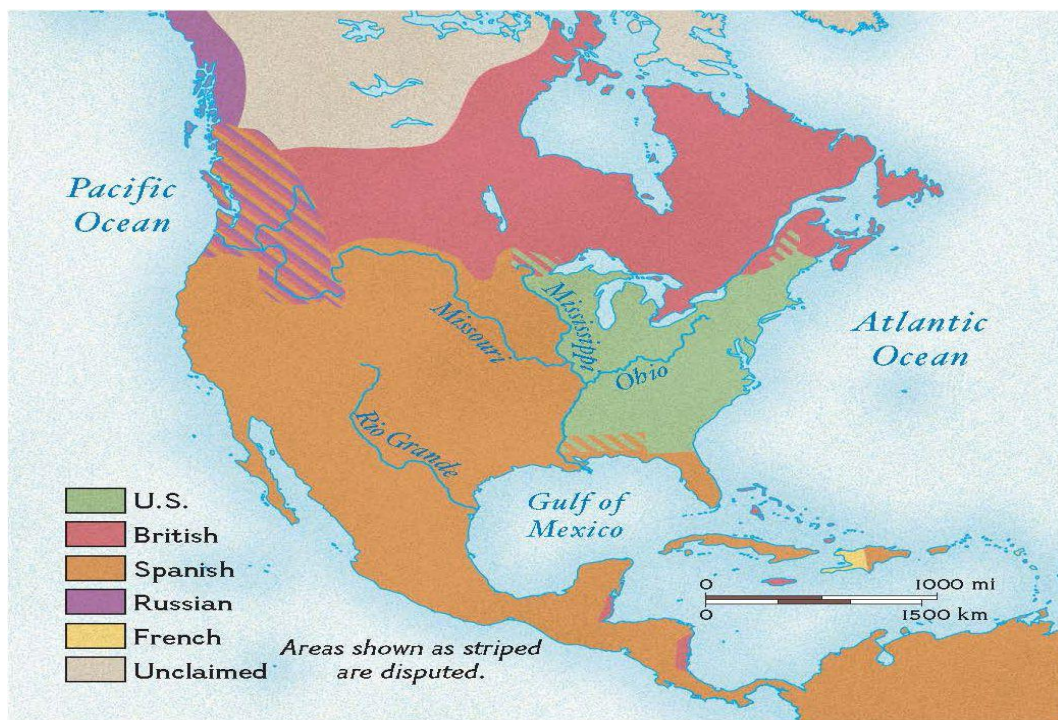 Pacific
Ocean
Missouri
Mississippi
Ohio
Atlantic
Ocean
Rio Grande
Gulf of
Mexico
U.S.
British
Spanish
Russian
French
Unclaimed
Areas shown as striped
are disputed.
0 1000 mi
0 1500 km